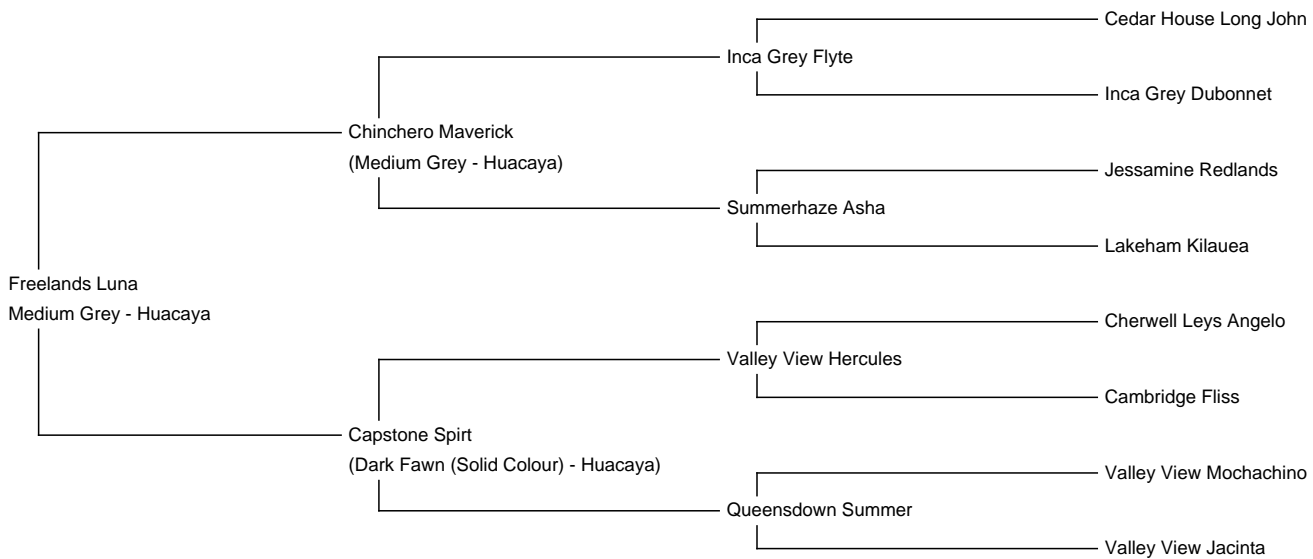 Cedar House Long John
Inca Grey Flyte
Inca Grey Dubonnet
Chinchero Maverick
(Medium Grey - Huacaya)
Jessamine Redlands
Summerhaze Asha
Lakeham Kilauea
Freelands Luna
Medium Grey - Huacaya
Cherwell Leys Angelo
Valley View Hercules
Cambridge Fliss
Capstone Spirt
(Dark Fawn (Solid Colour) - Huacaya)
Valley View Mochachino
Queensdown Summer
Valley View Jacinta